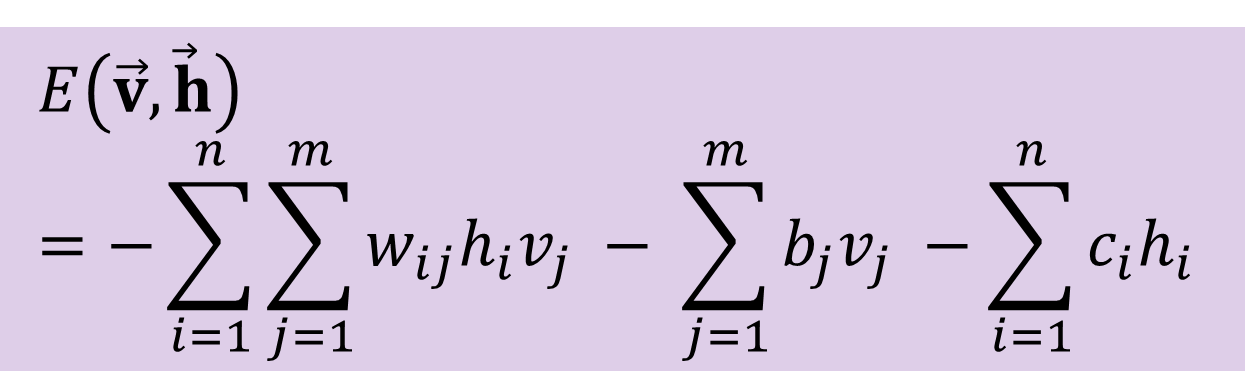 E(v⃗, h⃗)
= − ∑_{i=1}^{n} ∑_{j=1}^{m} w_{ij} h_i v_j − ∑_{j=1}^{m} b_j v_j − ∑_{i=1}^{n} c_i h_i